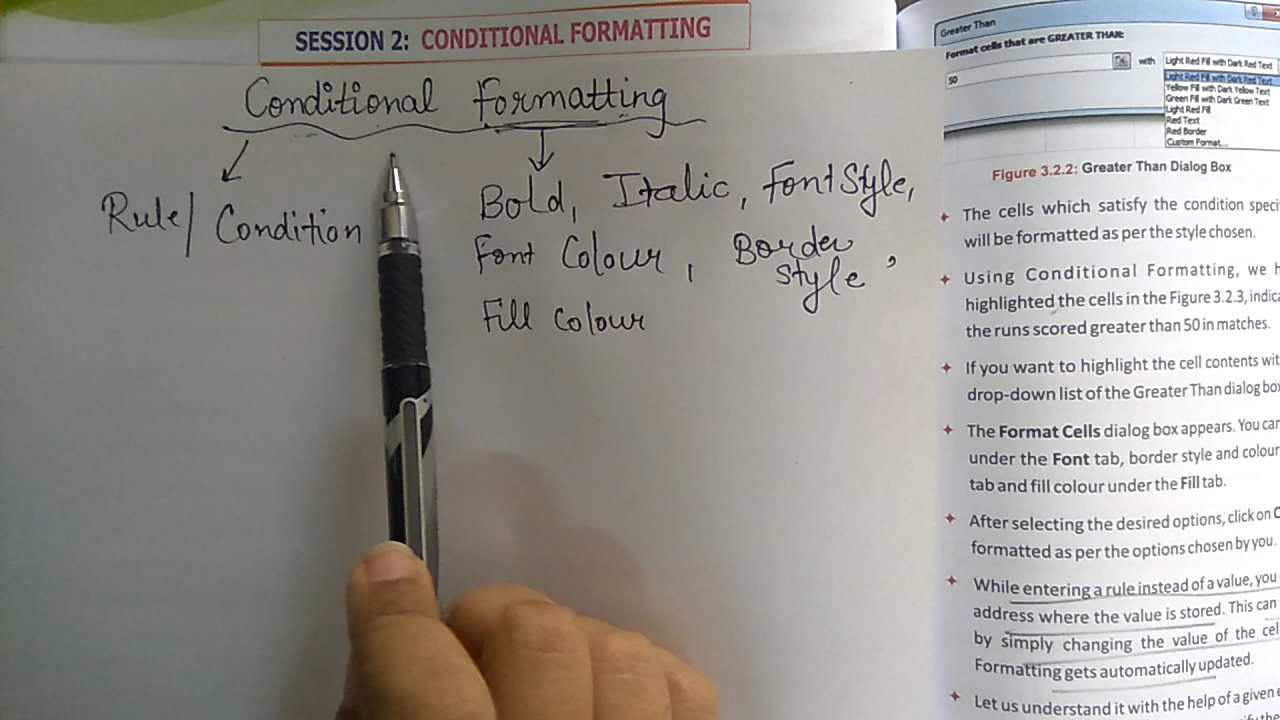 SESSION 2: CONDITIONAL FORMATTING
Conditional Formatting
Rule/ Condition
Bold, Italic, Font Style,
Font Colour, Border Style,
Fill Colour
Greater Than
Format cells that are GREATER THAN:
50
with
Light Red Fill with Dark Red Text
Light Red Fill with Dark Red Text
Yellow Fill with Dark Yellow Text
Green Fill with Dark Green Text
Light Red Fill
Red Text
Red Border
Custom Format...
Figure 3.2.2: Greater Than Dialog Box
The cells which satisfy the condition speci
will be formatted as per the style chosen.
Using Conditional Formatting, we h
highlighted the cells in the Figure 3.2.3, indica
the runs scored greater than 50 in matches.
If you want to highlight the cell contents wit
drop-down list of the Greater Than dialog box
The Format Cells dialog box appears. You can
under the Font tab, border style and colour
tab and fill colour under the Fill tab.
After selecting the desired options, click on
formatted as per the options chosen by you.
While entering a rule instead of a value, you
address where the value is stored. This can
by simply changing the value of the cel
Formatting gets automatically updated.
Let us understand it with the help of a given